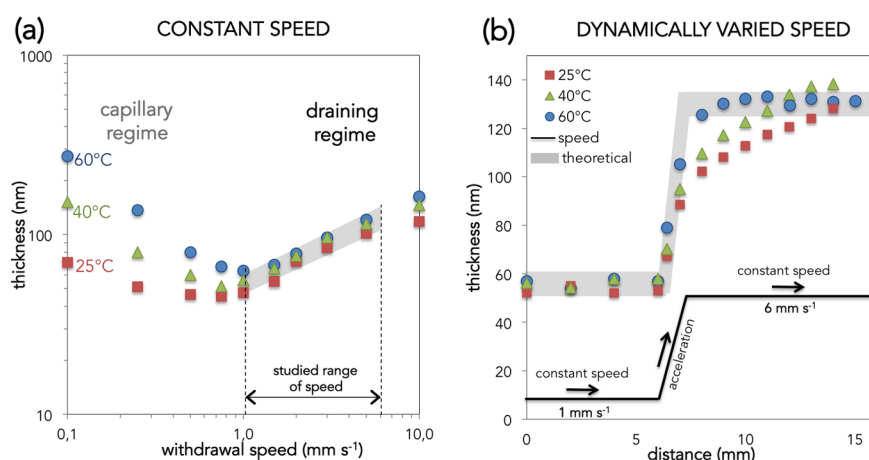 (a) CONSTANT SPEED
1000
100
10
thickness (nm)
capillary
regime
draining
regime
60°C
40°C
25°C
studied range
of speed
0,1
1,0
10,0
withdrawal speed (mm s-1)
(b) DYNAMICALLY VARIED SPEED
140
120
100
80
60
40
20
0
thickness (nm)
25°C
40°C
60°C
speed
theoretical
constant speed
1 mm s-1
acceleration
constant speed
6 mm s-1
0
5
10
15
distance (mm)